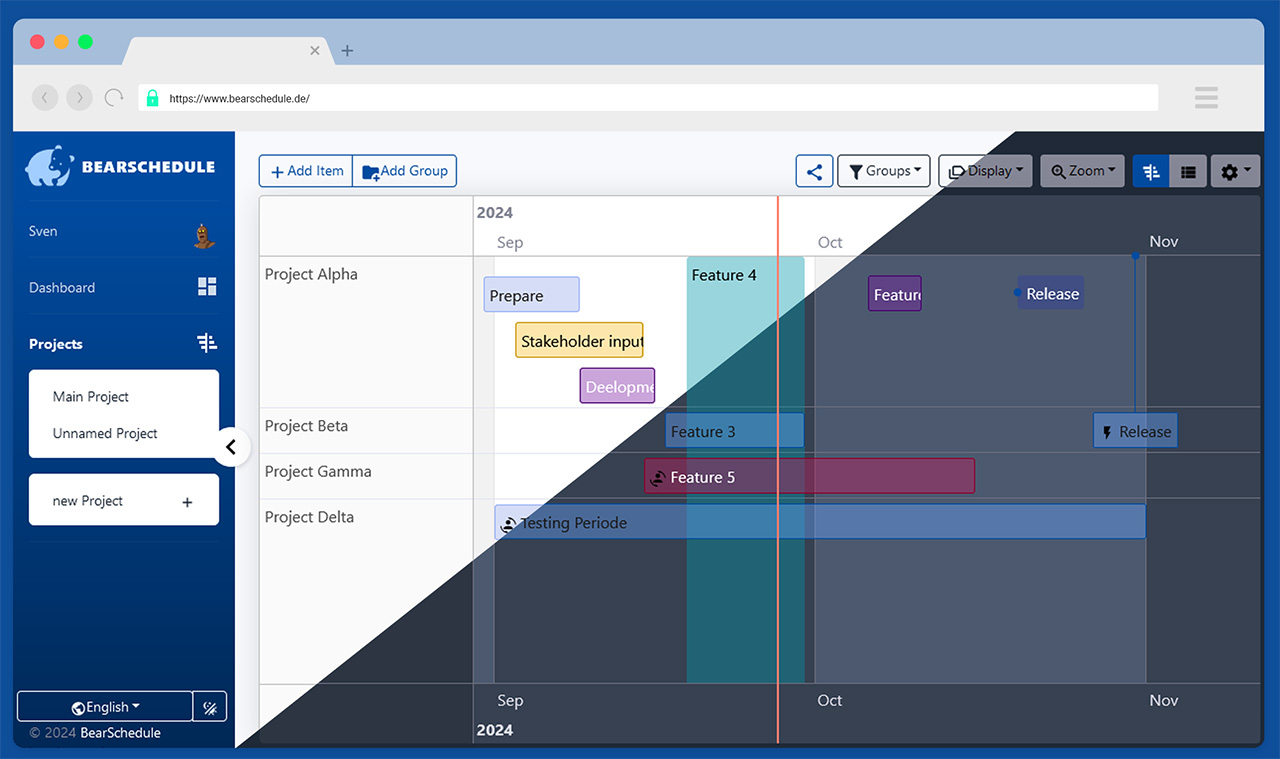 https://www.bearschedule.de/
BEARSCHEDULE
Sven
Dashboard
Projects
Main Project
Unnamed Project
new Project +
English
© 2024 BearSchedule
+ Add Item
Add Group
Groups
Display
Zoom
2024
Sep
Oct
Nov
Project Alpha
Prepare
Stakeholder input
Deelopme
Feature 4
Featur
Release
Project Beta
Feature 3
Release
Project Gamma
Feature 5
Project Delta
Testing Periode
Sep
Oct
Nov
2024